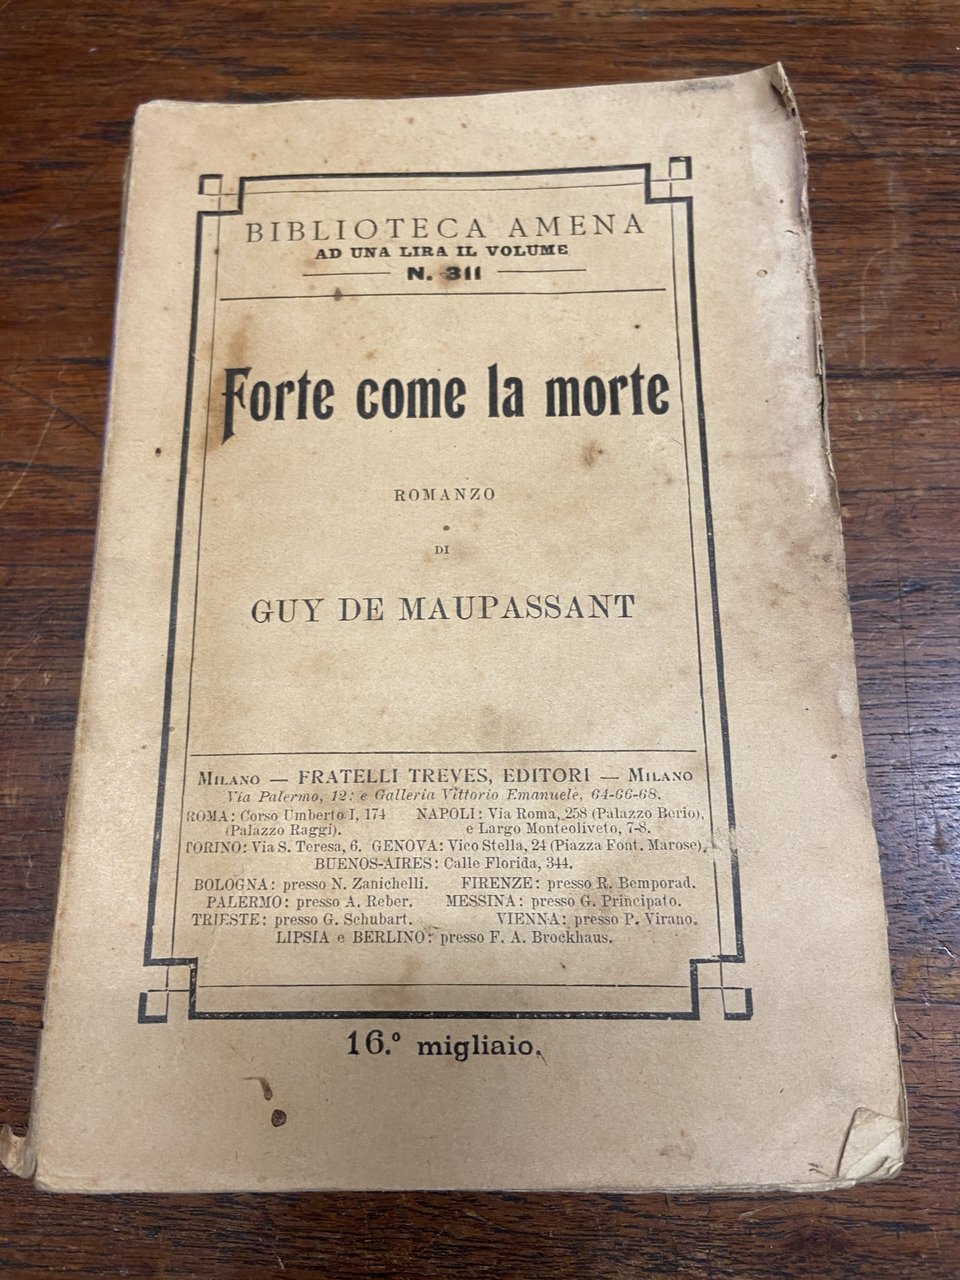 BIBLIOTECA AMENA
AD UNA LIRA IL VOLUME
N. 311
Forte come la morte
ROMANZO
DI
GUY DE MAUPASSANT
MILANO — FRATELLI TREVES, EDITORI — MILANO
Via Palermo, 12; e Galleria Vittorio Emanuele, 64-66-68.
ROMA: Corso Umberto I, 174 NAPOLI: Via Roma, 258 (Palazzo Berio),
(Palazzo Raggi). e Largo Monteoliveto, 7-8.
TORINO: Via S. Teresa, 6. GENOVA: Vico Stella, 24 (Piazza Font. Marose).
BUENOS-AIRES: Calle Florida, 344.
BOLOGNA: presso N. Zanichelli. FIRENZE: presso R. Bemporad.
PALERMO: presso A. Reber. MESSINA: presso G. Principato.
TRIESTE: presso G. Schubart. VIENNA: presso P. Virano.
LIPSIA e BERLINO: presso F. A. Brockhaus.
16.º migliaio.